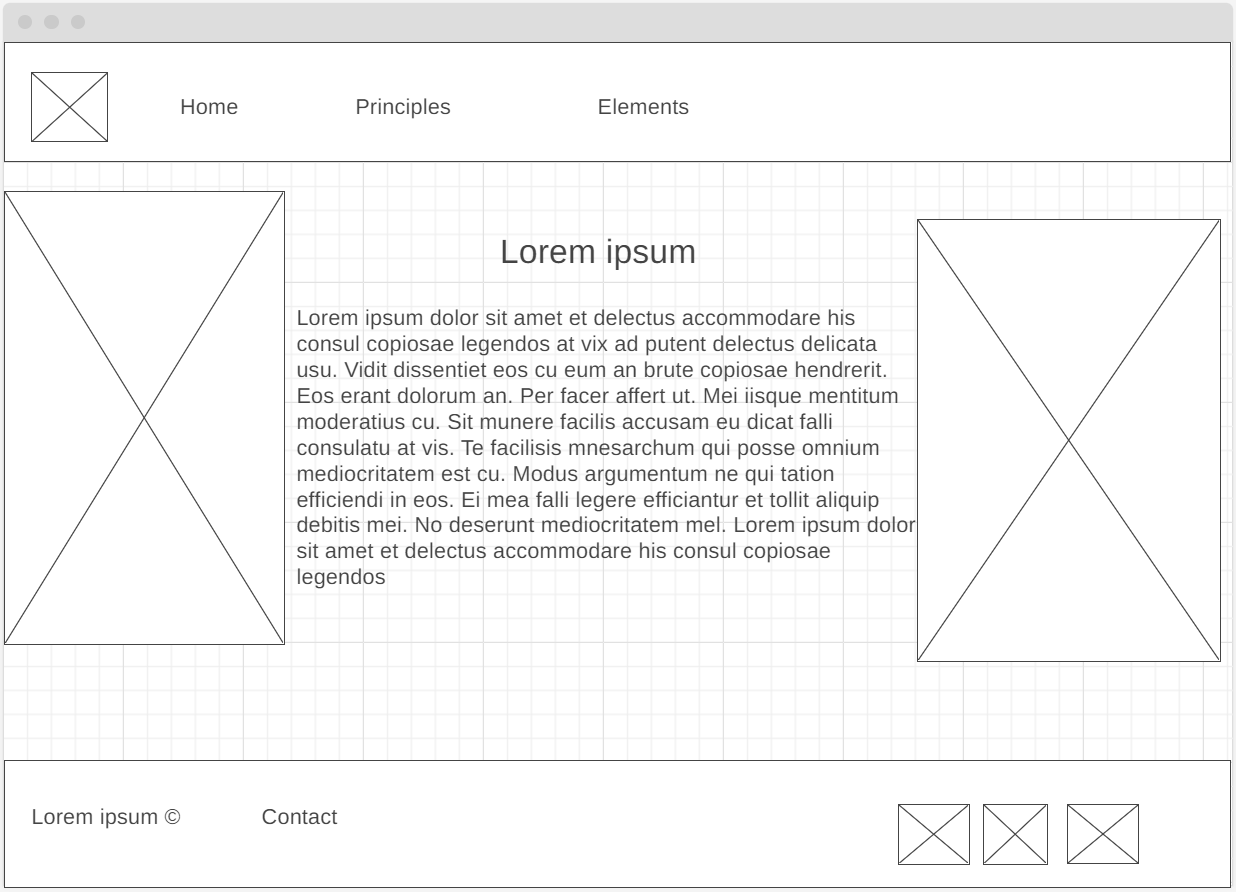 Home Principles Elements
Lorem ipsum
Lorem ipsum dolor sit amet et delectus accommodare his
consul copiosae legendos at vix ad putent delectus delicata
usu. Vidit dissentiet eos cu eum an brute copiosae hendrerit.
Eos erant dolorum an. Per facer affert ut. Mei iisque mentitum
moderatius cu. Sit munere facilis accusam eu dicat falli
consulatu at vis. Te facilisis mnesarchum qui posse omnium
mediocritatem est cu. Modus argumentum ne qui tation
efficiendi in eos. Ei mea falli legere efficiantur et tollit aliquip
debitis mei. No deserunt mediocritatem mel. Lorem ipsum dolor
sit amet et delectus accommodare his consul copiosae
legendos
Lorem ipsum © Contact